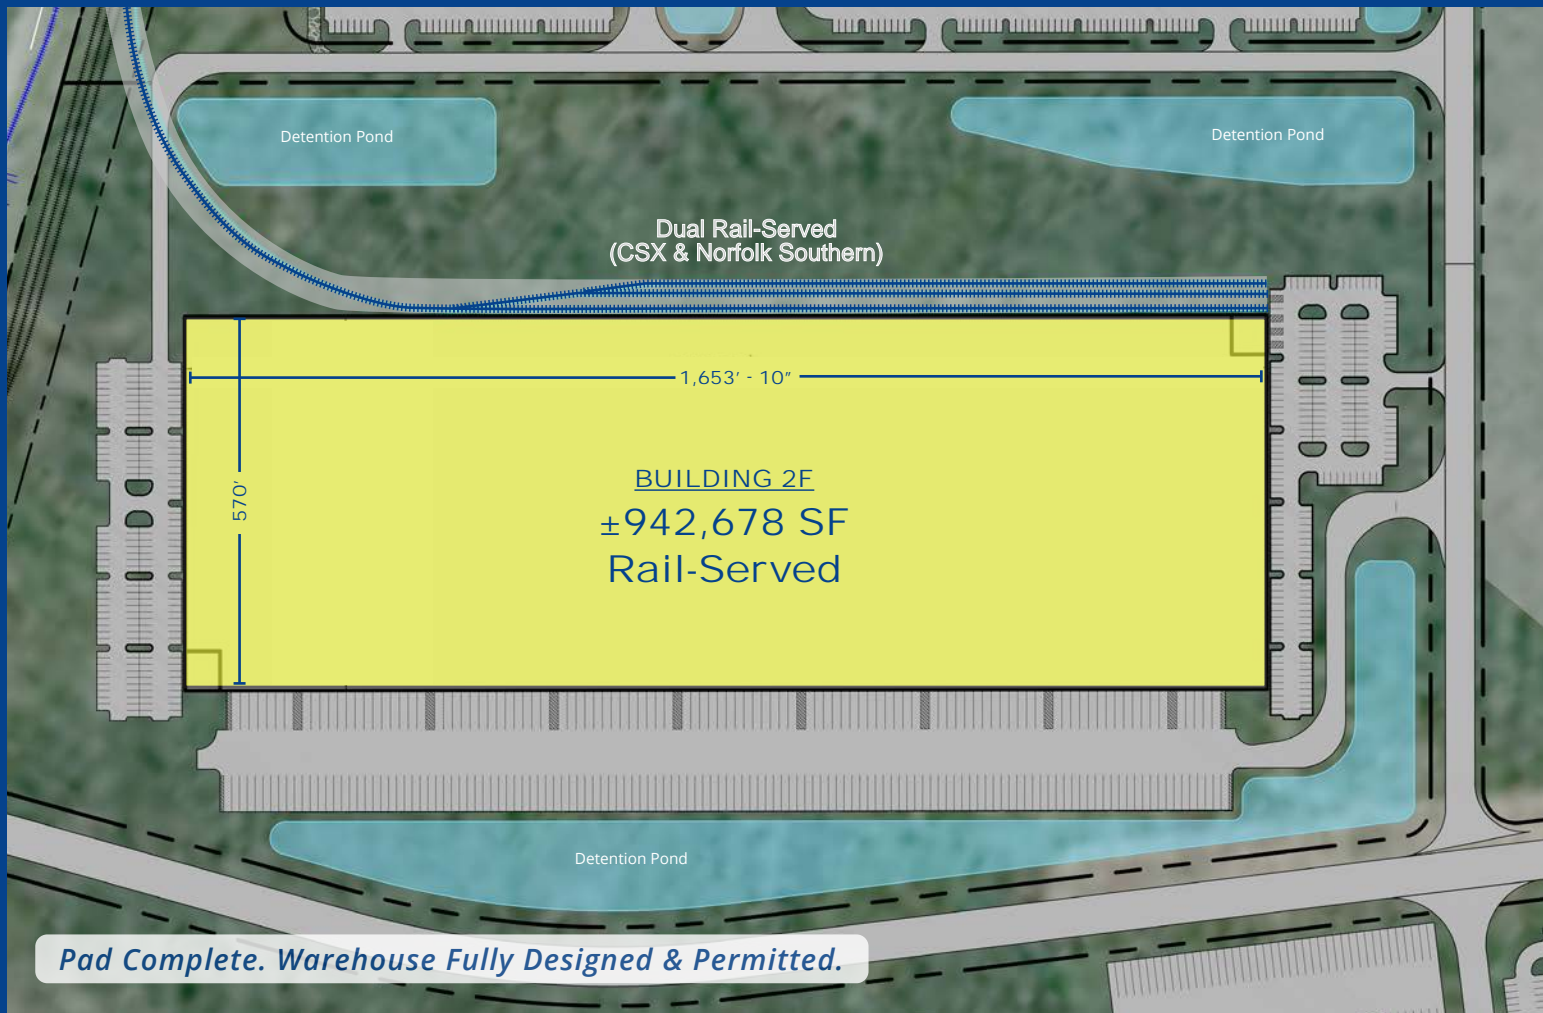 Detention Pond
Detention Pond
Dual Rail-Served
(CSX & Norfolk Southern)
1,653' - 10"
570'
BUILDING 2F
±942,678 SF
Rail-Served
Detention Pond
Pad Complete. Warehouse Fully Designed & Permitted.